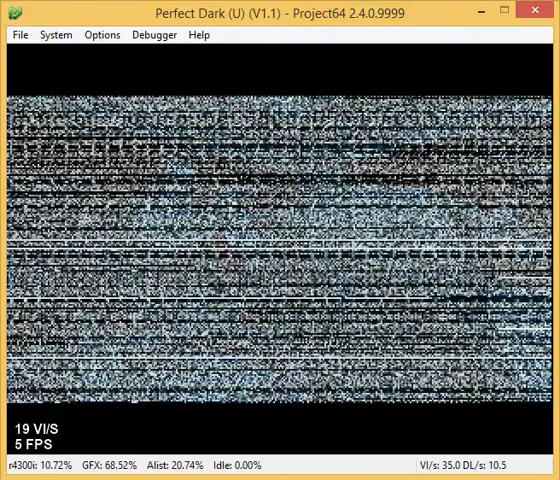 Perfect Dark (U) (V1.1) - Project64 2.4.0.9999
File System Options Debugger Help
19 VI/S
5 FPS
r4300i: 10.72% GFX: 68.52% Alist: 20.74% Idle: 0.00% VI/s: 35.0 DL/s: 10.5